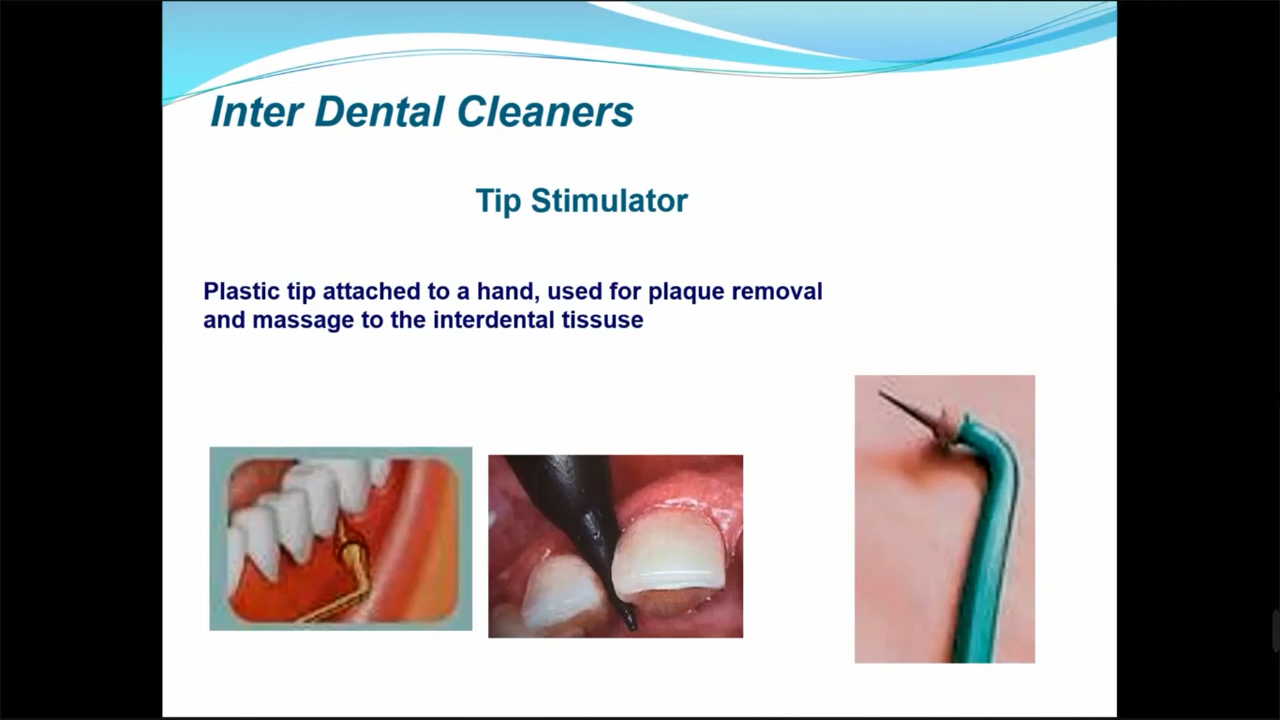 Inter Dental Cleaners
Tip Stimulator
Plastic tip attached to a hand, used for plaque removal
and massage to the interdental tissuse